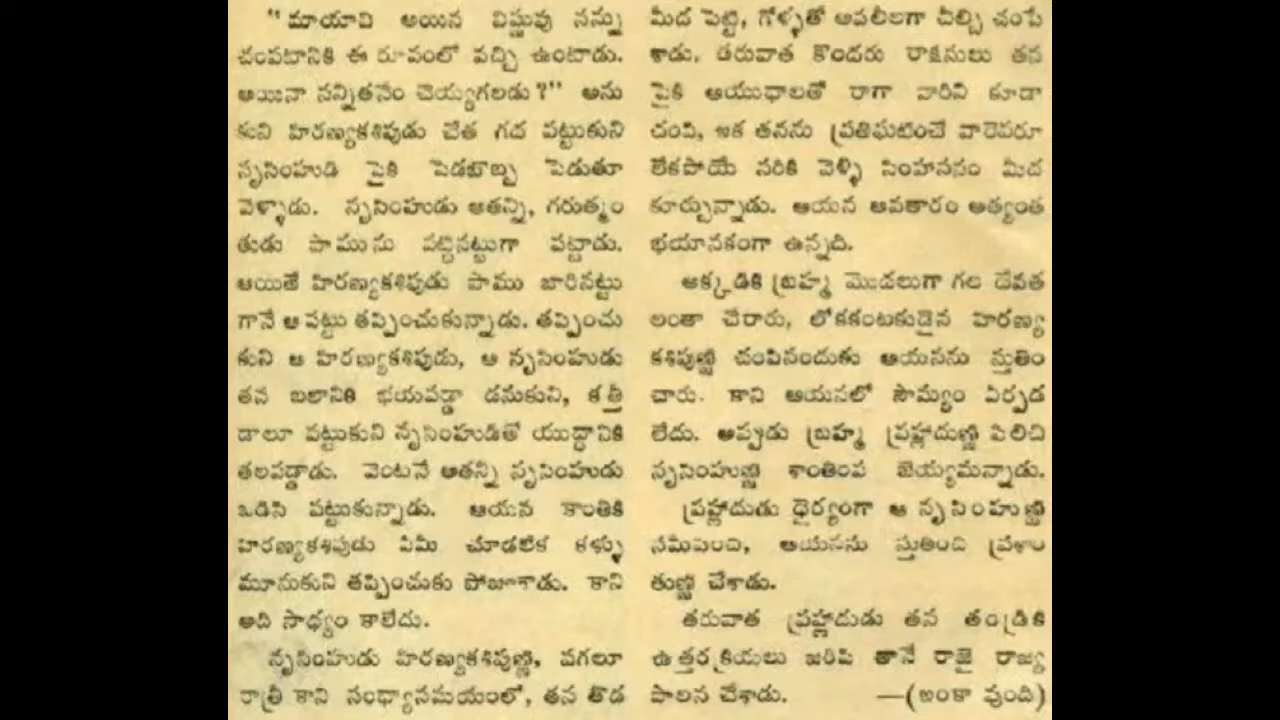 "మాయావి అయిన విష్ణువు నన్ను
చంపటానికి ఈ రూపంలో వచ్చి ఉంటాడు.
అయినా నన్నితనేం చెయ్యగలడు?" అను
కుని హిరణ్యకశిపుడు చేత గద పట్టుకుని
నృసింహుడి పైకి పెడబొబ్బ పెడుతూ
వెళ్ళాడు. నృసింహుడు అతన్ని, గరుత్మం
తుడు పామును పట్టినట్టుగా పట్టాడు.
అయితే హిరణ్యకశిపుడు పాము జారినట్టు
గానే ఆ పట్టు తప్పించుకున్నాడు. తప్పించు
కుని ఆ హిరణ్యకశిపుడు, ఆ నృసింహుడు
తన బలానికి భయపడ్డా డనుకుని, కత్తీ
డాలూ పట్టుకుని నృసింహుడితో యుద్ధానికి
తలపడ్డాడు. వెంటనే అతన్ని నృసింహుడు
ఒడిసి పట్టుకున్నాడు. ఆయన కాంతికి
హిరణ్యకశిపుడు ఏమీ చూడలేక కళ్ళు
మూసుకుని తప్పించుకు పోజూశాడు. కాని
అది సాధ్యం కాలేదు.
నృసింహుడు హిరణ్యకశిపుణ్ణి, పగలూ
రాత్రీ కాని సంధ్యాసమయంలో, తన తొడ
మీద పెట్టి, గోళ్ళతో అవలీలగా చీల్చి చంపే
శాడు. తరువాత కొందరు రాక్షసులు తన
పైకి ఆయుధాలతో రాగా వారిని కూడా
చంపి, ఇక తనను ప్రతిఘటించే వారెవరూ
లేకపోయే సరికి వెళ్ళి సింహాసనం మీద
కూర్చున్నాడు. ఆయన అవతారం అత్యంత
భయానకంగా ఉన్నది.
అక్కడికి బ్రహ్మ మొదలుగా గల దేవత
లంతా చేరారు, లోకకంటకుడైన హిరణ్య
కశిపుణ్ణి చంపినందుకు ఆయనను స్తుతిం
చారు. కాని ఆయనలో సౌమ్యం ఏర్పడ
లేదు. అప్పుడు బ్రహ్మ ప్రహ్లాదుణ్ణి పిలిచి
నృసింహుణ్ణి శాంతింప జెయ్యమన్నాడు.
ప్రహ్లాదుడు ధైర్యంగా ఆ నృసింహుణ్ణి
సమీపించి, ఆయనను స్తుతించి ప్రశాం
తుణ్ణి చేశాడు.
తరువాత ప్రహ్లాదుడు తన తండ్రికి
ఉత్తరక్రియలు జరిపి తానే రాజై రాజ్య
పాలన చేశాడు. —(ఇంకా వుంది)